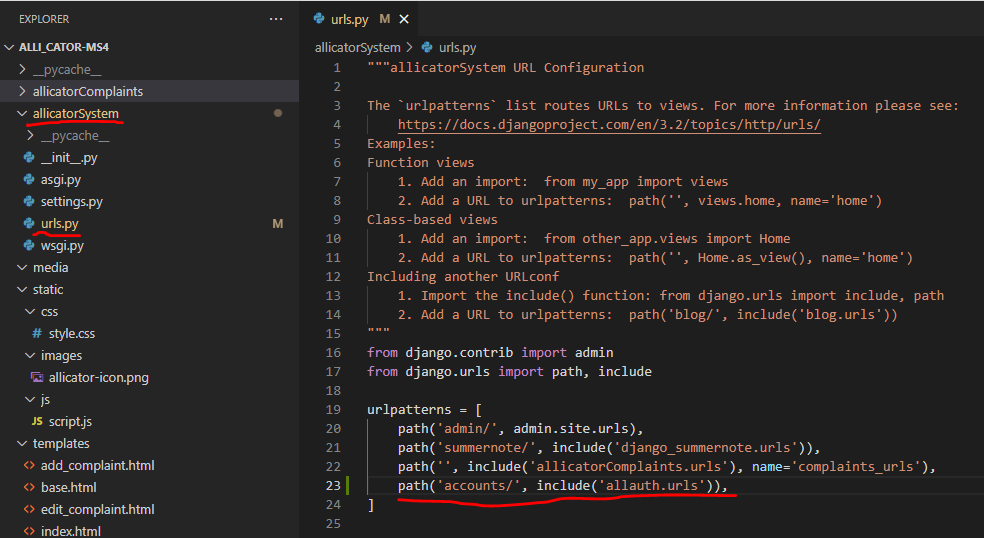 EXPLORER ...
ALLI_CATOR-MS4
__pycache__
allicatorComplaints
allicatorSystem
__pycache__
__init__.py
asgi.py
settings.py
urls.py M
wsgi.py
media
static
css
# style.css
images
allicator-icon.png
js
JS script.js
templates
<> add_complaint.html
<> base.html
<> edit_complaint.html
<> index.html
urls.py M ×
allicatorSystem > urls.py
1 """allicatorSystem URL Configuration
2
3 The `urlpatterns` list routes URLs to views. For more information please see:
4     https://docs.djangoproject.com/en/3.2/topics/http/urls/
5 Examples:
6 Function views
7     1. Add an import:  from my_app import views
8     2. Add a URL to urlpatterns:  path('', views.home, name='home')
9 Class-based views
10     1. Add an import:  from other_app.views import Home
11     2. Add a URL to urlpatterns:  path('', Home.as_view(), name='home')
12 Including another URLconf
13     1. Import the include() function: from django.urls import include, path
14     2. Add a URL to urlpatterns:  path('blog/', include('blog.urls'))
15 """
16 from django.contrib import admin
17 from django.urls import path, include
18
19 urlpatterns = [
20     path('admin/', admin.site.urls),
21     path('summernote/', include('django_summernote.urls')),
22     path('', include('allicatorComplaints.urls'), name='complaints_urls'),
23     path('accounts/', include('allauth.urls')),
24 ]
25